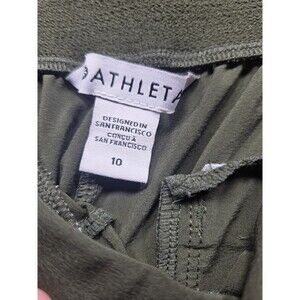 ATHLETA
DESIGNED IN
SAN FRANCISCO
CONÇU À
SAN FRANCISCO
10